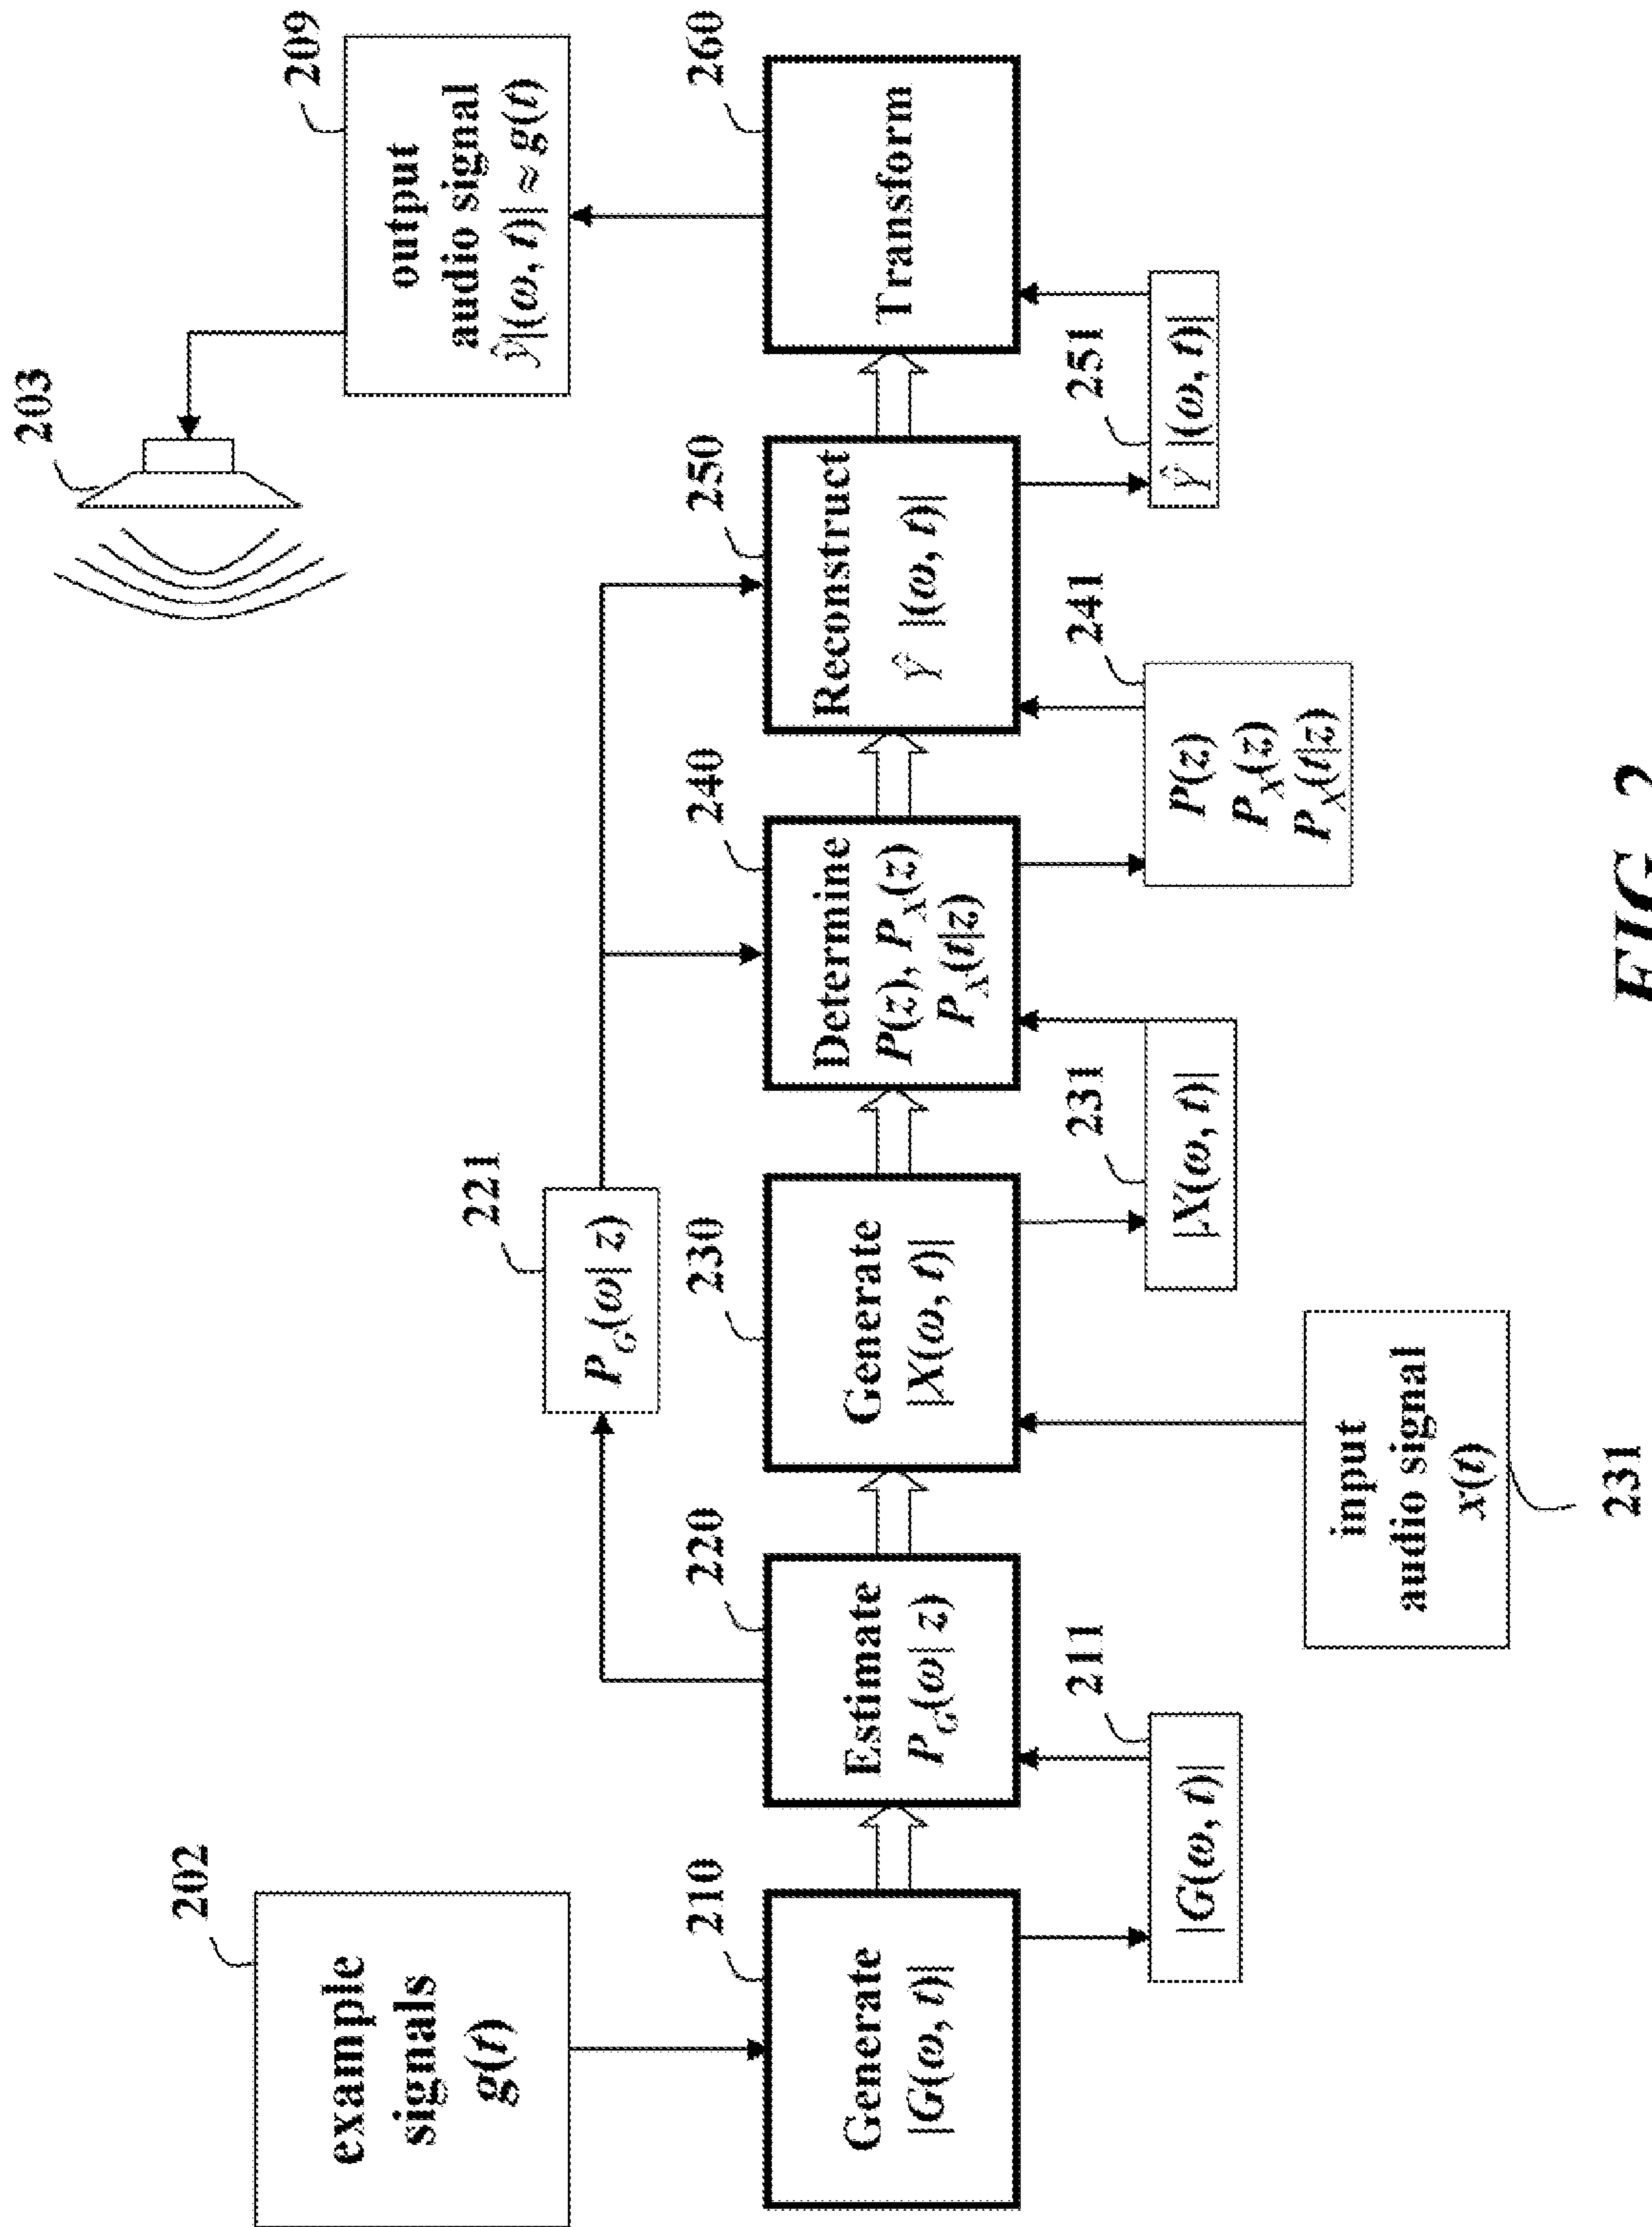 203
209
output
audio signal
ŷ|(ω, t)| ≈ g(t)
202
example
signals
g(t)
221
P_G(ω| z)
210
Generate
|G(ω, t)|
220
Estimate
P_G(ω| z)
230
Generate
|X(ω, t)|
240
Determine
P(z), P_X(z)
P_X(t|z)
250
Reconstruct
Ŷ |(ω, t)|
260
Transform
211
|G(ω, t)|
231
|X(ω, t)|
241
P(z)
P_X(z)
P_X(t|z)
251
Ŷ |(ω, t)|
input
audio signal
x(t)
231
FIG. 2